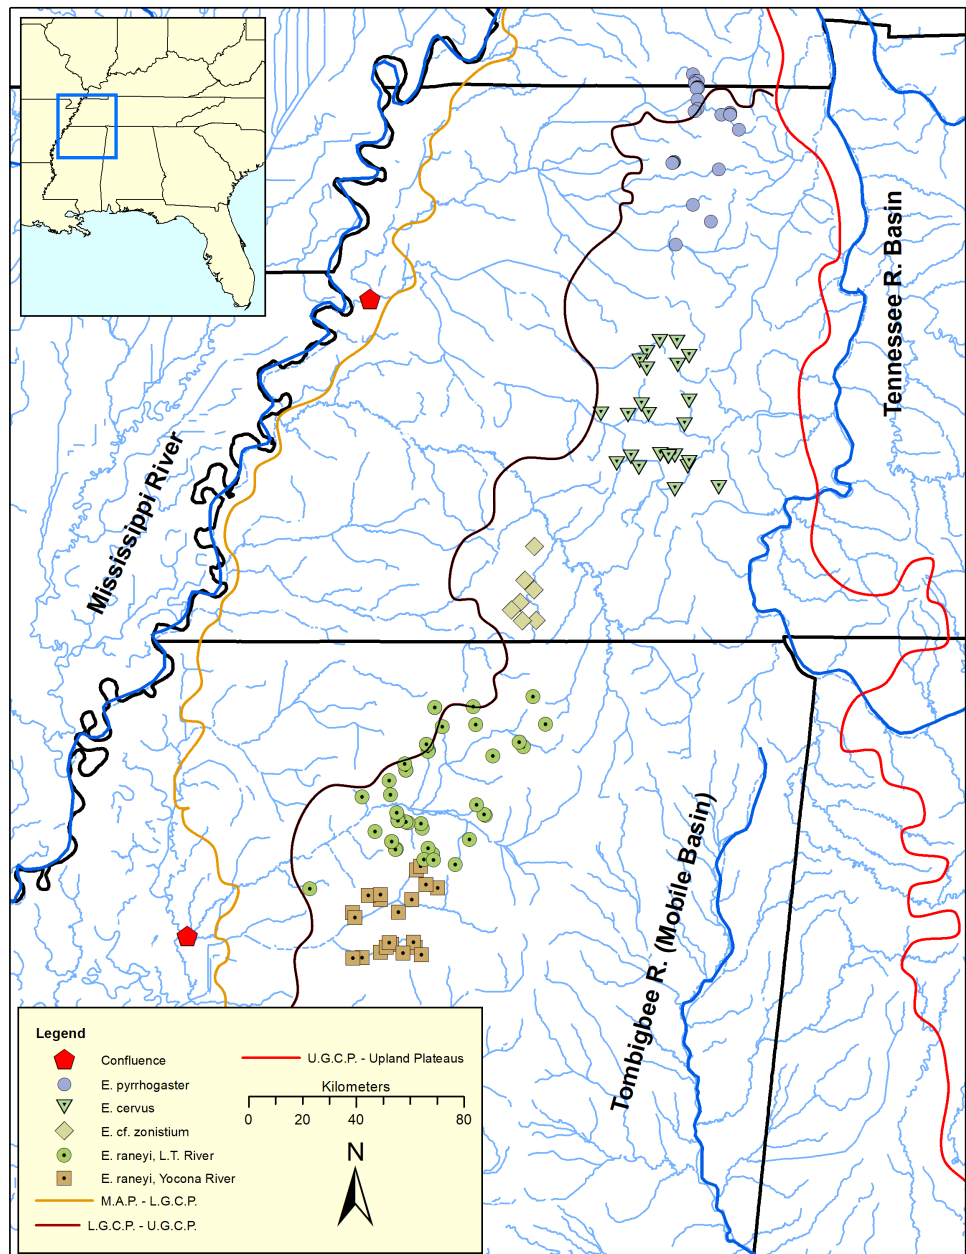 Tennessee R. Basin
Mississippi River
Tombigbee R. (Mobile Basin)
Legend
Confluence
E. pyrrhogaster
E. cervus
E. cf. zonistium
E. raneyi, L.T. River
E. raneyi, Yocona River
M.A.P. - L.G.C.P.
L.G.C.P. - U.G.C.P.
U.G.C.P. - Upland Plateaus
Kilometers
0 20 40 60 80
N